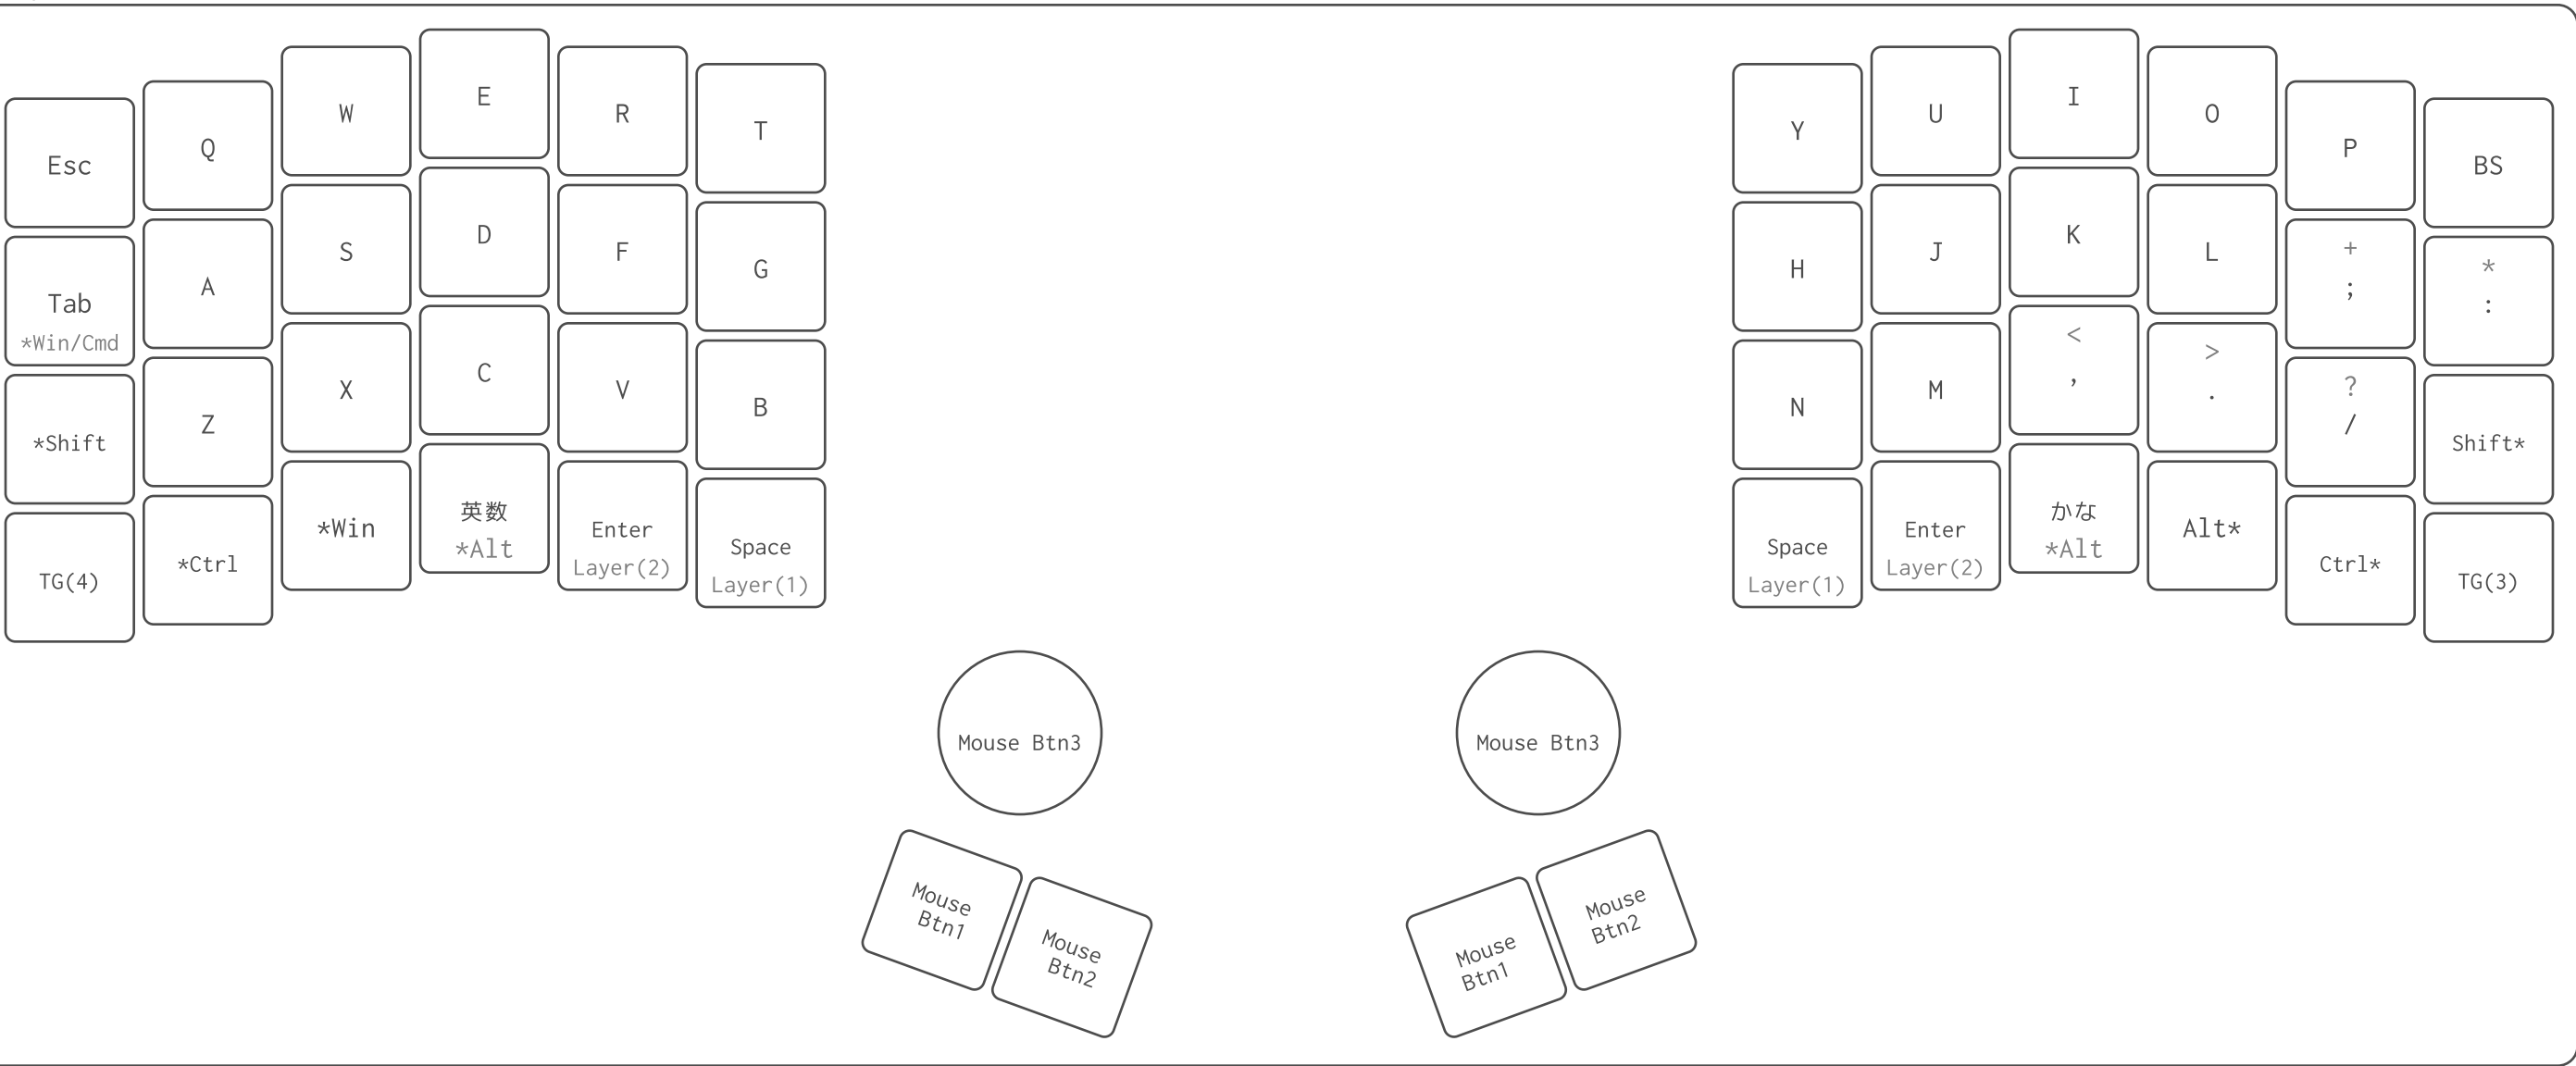 Esc
Q
W
E
R
T
Y
U
I
O
P
BS
Tab
*Win/Cmd
A
S
D
F
G
H
J
K
L
+
;
*
:
*Shift
Z
X
C
V
B
N
M
<
,
>
.
?
/
Shift*
TG(4)
*Ctrl
*Win
英数
*Alt
Enter
Layer(2)
Space
Layer(1)
Space
Layer(1)
Enter
Layer(2)
かな
*Alt
Alt*
Ctrl*
TG(3)
Mouse Btn3
Mouse Btn3
Mouse
Btn1
Mouse
Btn2
Mouse
Btn1
Mouse
Btn2